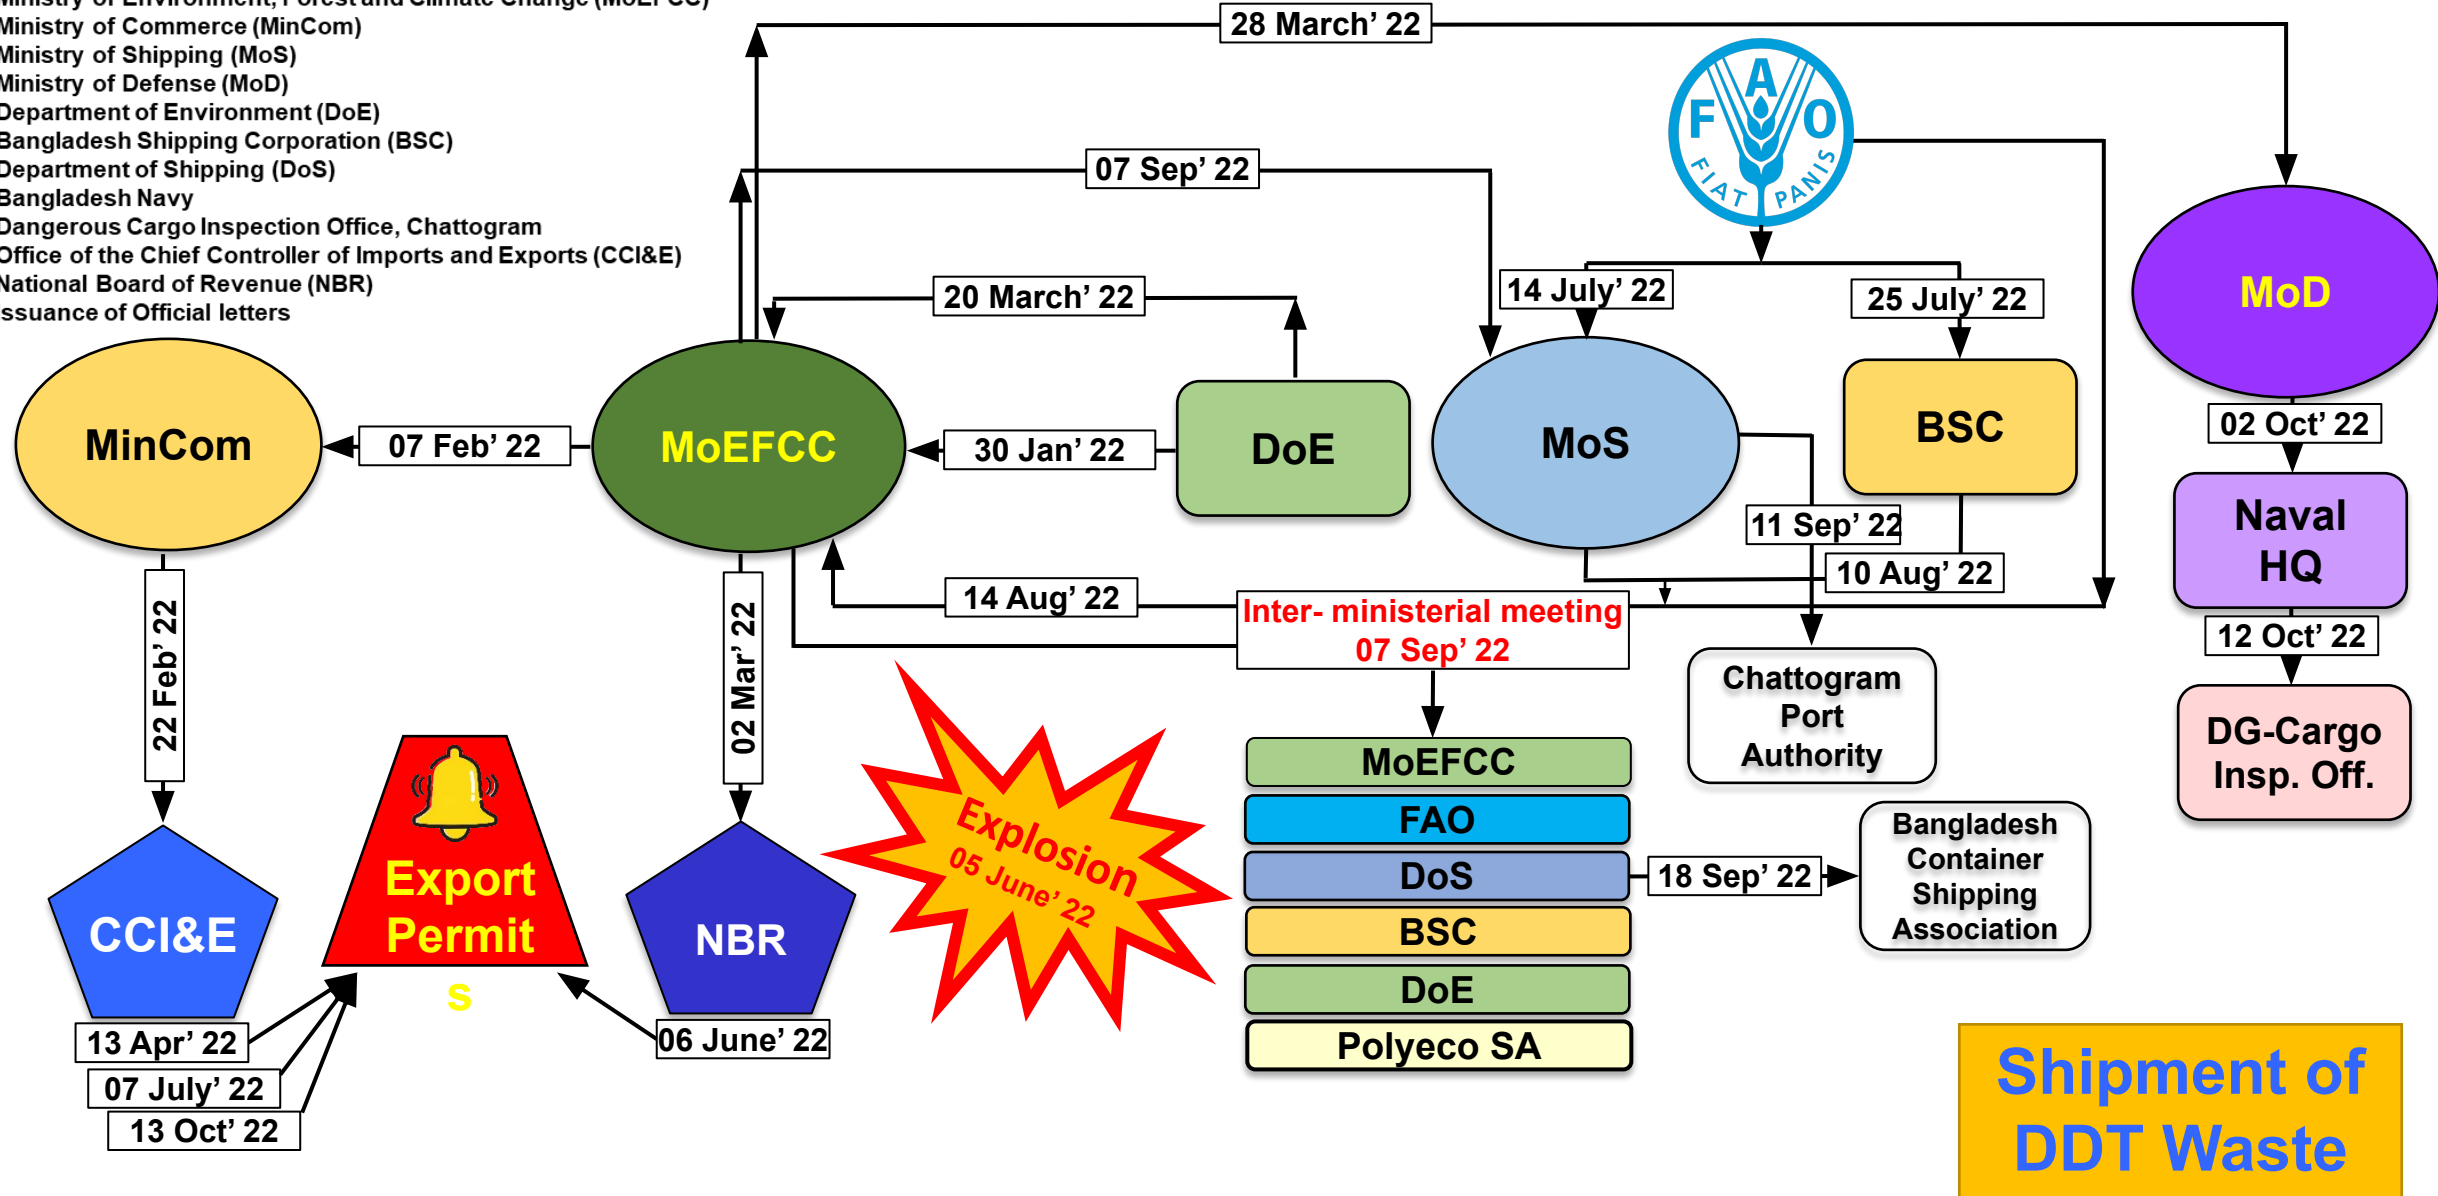 Ministry of Environment, Forest and Climate Change (MoEFCC)
Ministry of Commerce (MinCom)
Ministry of Shipping (MoS)
Ministry of Defense (MoD)
Department of Environment (DoE)
Bangladesh Shipping Corporation (BSC)
Department of Shipping (DoS)
Bangladesh Navy
Dangerous Cargo Inspection Office, Chattogram
Office of the Chief Controller of Imports and Exports (CCI&E)
National Board of Revenue (NBR)
Issuance of Official letters
28 March’ 22
F A O
FIAT PANIS
07 Sep’ 22
20 March’ 22
14 July’ 22
25 July’ 22
MoD
MinCom
07 Feb’ 22
MoEFCC
30 Jan’ 22
DoE
MoS
BSC
02 Oct’ 22
Naval
HQ
11 Sep’ 22
10 Aug’ 22
14 Aug’ 22
Inter- ministerial meeting
07 Sep’ 22
12 Oct’ 22
22 Feb’ 22
02 Mar’ 22
Chattogram
Port
Authority
DG-Cargo
Insp. Off.
MoEFCC
FAO
DoS
BSC
DoE
Polyeco SA
18 Sep’ 22
Bangladesh
Container
Shipping
Association
Explosion
05 June’ 22
CCI&E
Export
Permit
s
NBR
13 Apr’ 22
07 July’ 22
13 Oct’ 22
06 June’ 22
Shipment of
DDT Waste